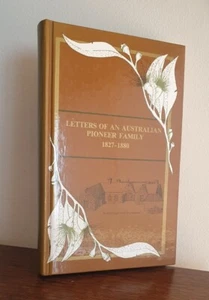 LETTERS OF AN AUSTRALIAN
PIONEER FAMILY
1827-1880